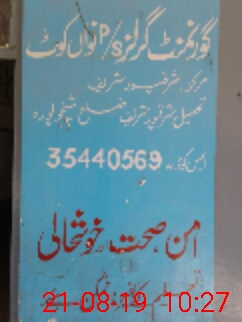 گورنمنٹ گرلز P/S نواں کوٹ
مرکز شرقپور شریف
تحصیل شرقپور شریف ضلع شیخوپورہ
35440569
امن صحت خوشحالی
21-08-19 10:27